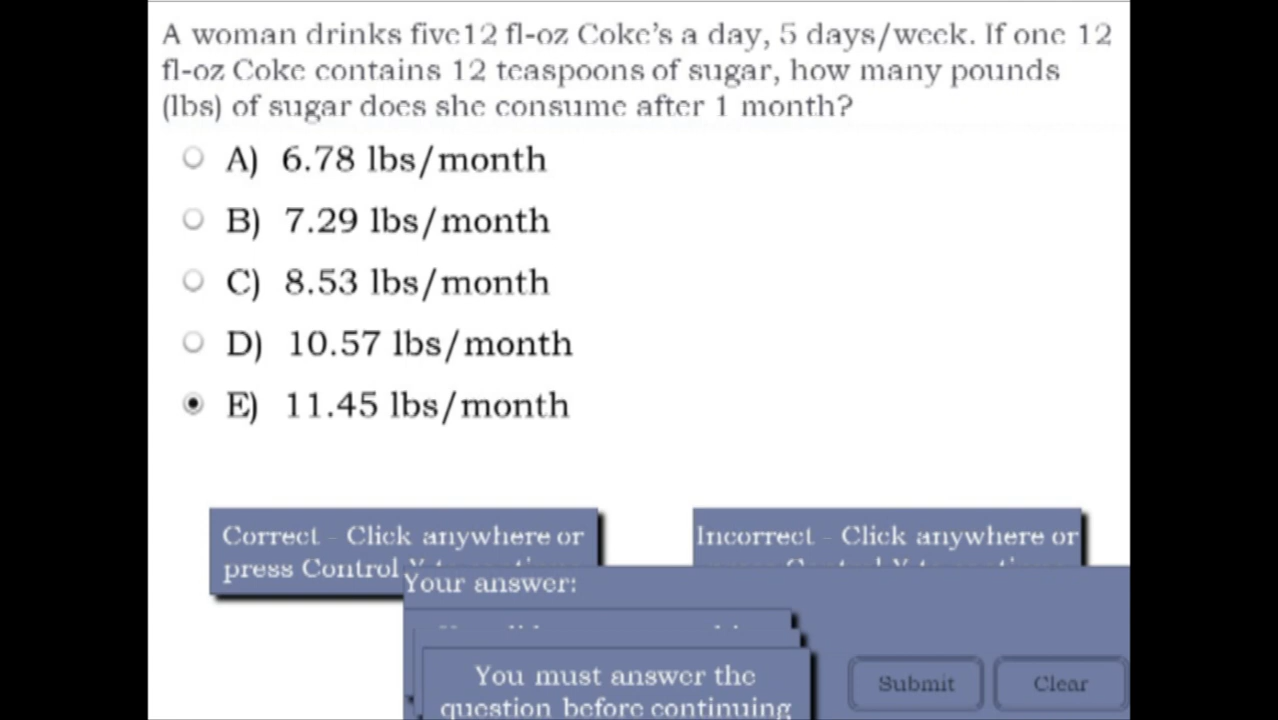 A woman drinks five12 fl-oz Coke's a day, 5 days/week. If one 12
fl-oz Coke contains 12 teaspoons of sugar, how many pounds
(lbs) of sugar does she consume after 1 month?
A) 6.78 lbs/month
B) 7.29 lbs/month
C) 8.53 lbs/month
D) 10.57 lbs/month
E) 11.45 lbs/month
Correct - Click anywhere or
press Control
Incorrect - Click anywhere or
Your answer:
You must answer the
question before continuing
Submit
Clear